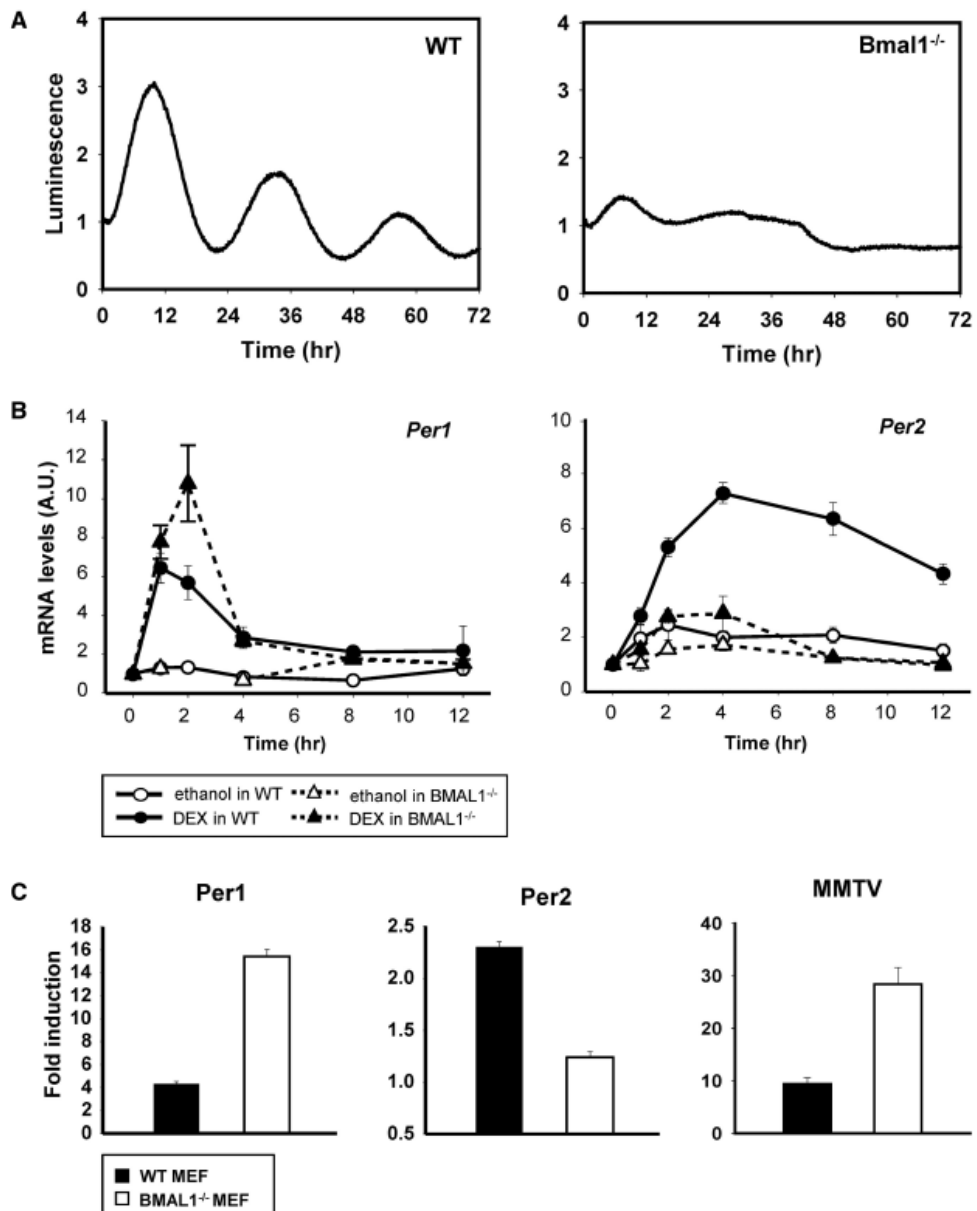 A
WT
Bmal1-/-
Luminescence
4
3
2
1
0
0 12 24 36 48 60 72
Time (hr)
4
3
2
1
0
0 12 24 36 48 60 72
Time (hr)
B
Per1
mRNA levels (A.U.)
14
12
10
8
6
4
2
0
0 2 4 6 8 10 12
Time (hr)
Per2
10
8
6
4
2
0
0 2 4 6 8 10 12
Time (hr)
ethanol in WT ethanol in BMAL1-/-
DEX in WT DEX in BMAL1-/-
C
Per1
Fold induction
18
16
14
12
10
8
6
4
2
0
Per2
2.5
2.3
1.5
1.0
0.5
MMTV
40
30
20
10
0
WT MEF
BMAL1-/- MEF